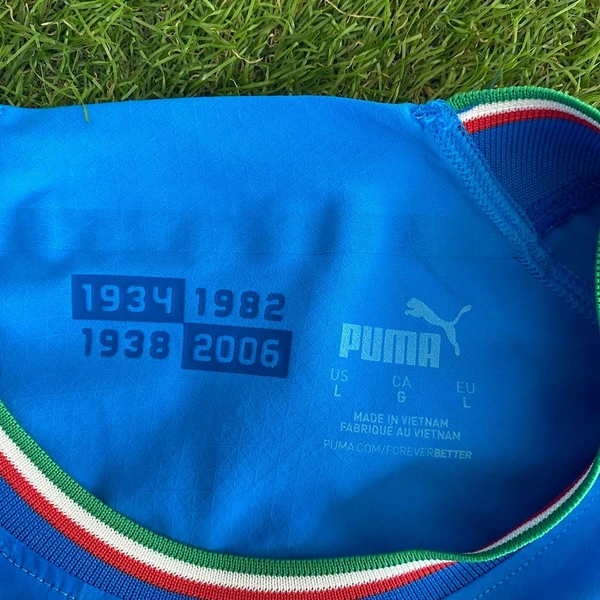 1934 1982
1938 2006
PUMA
US CA EU
L G L
MADE IN VIETNAM
FABRIQUÉ AU VIETNAM
PUMA.COM/FOREVERBETTER